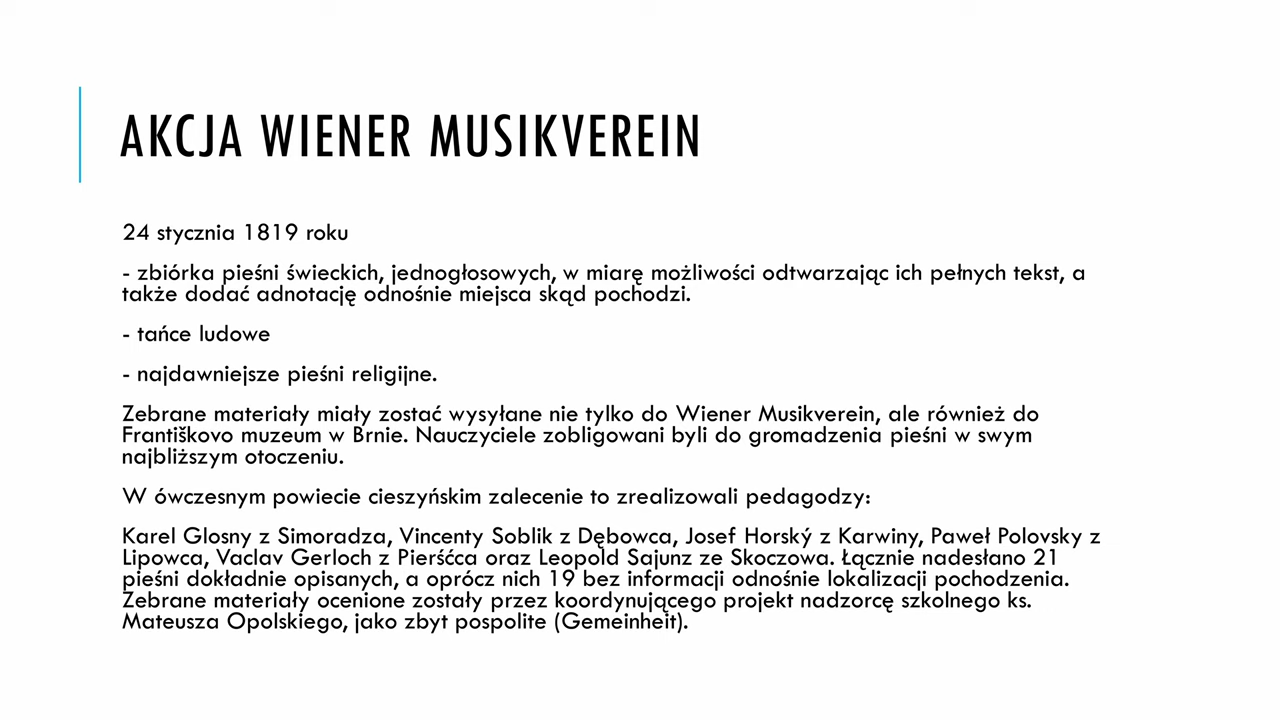 AKCJA WIENER MUSIKVEREIN
24 stycznia 1819 roku
- zbiórka pieśni świeckich, jednogłosowych, w miarę możliwości odtwarzając ich pełnych tekst, a
także dodać adnotację odnośnie miejsca skąd pochodzi.
- tańce ludowe
- najdawniejsze pieśni religijne.
Zebrane materiały miały zostać wysyłane nie tylko do Wiener Musikverein, ale również do
Františkovo muzeum w Brnie. Nauczyciele zobligowani byli do gromadzenia pieśni w swym
najbliższym otoczeniu.
W ówczesnym powiecie cieszyńskim zalecenie to zrealizowali pedagodzy:
Karel Glosny z Simoradza, Vincenty Soblik z Dębowca, Josef Horský z Karwiny, Paweł Polovsky z
Lipowca, Vaclav Gerloch z Pierśćca oraz Leopold Sajunz ze Skoczowa. Łącznie nadesłano 21
pieśni dokładnie opisanych, a oprócz nich 19 bez informacji odnośnie lokalizacji pochodzenia.
Zebrane materiały ocenione zostały przez koordynującego projekt nadzorcę szkolnego ks.
Mateusza Opolskiego, jako zbyt pospolite (Gemeinheit).